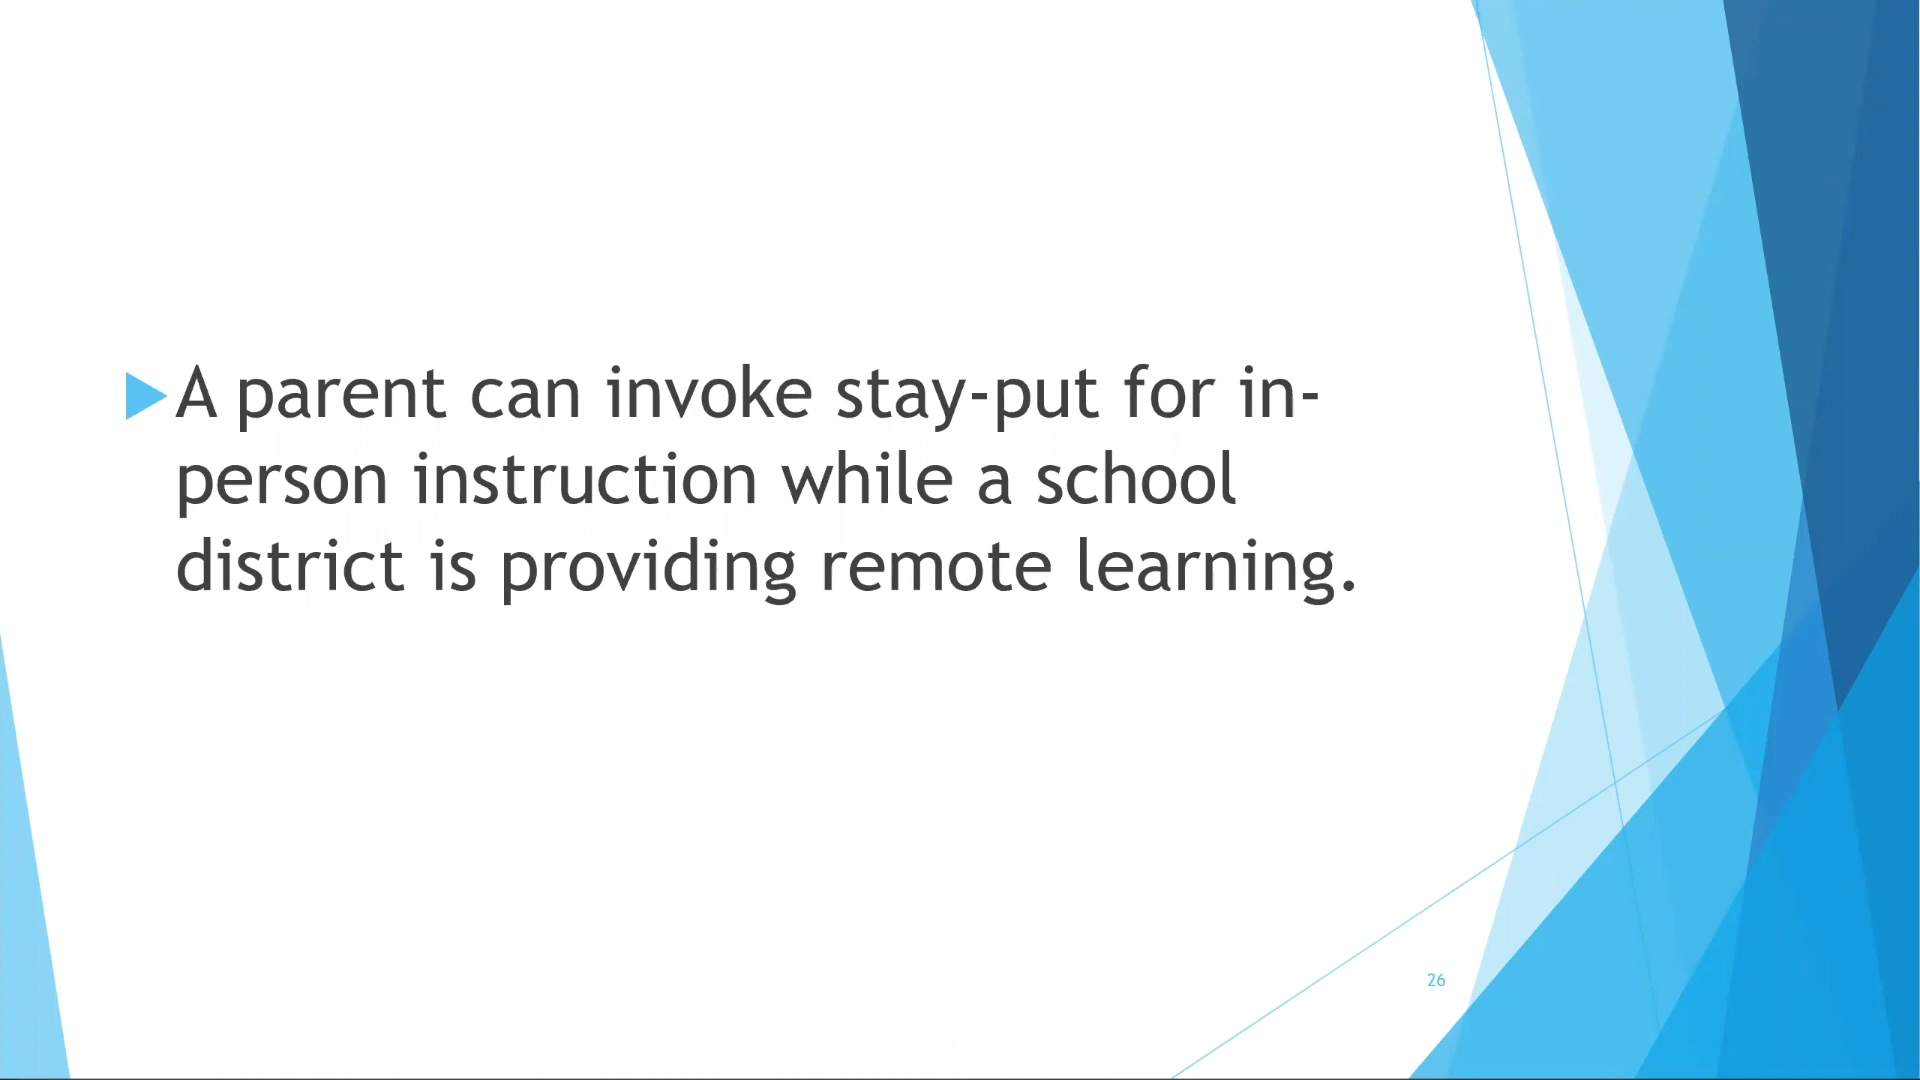 A parent can invoke stay-put for in-
person instruction while a school
district is providing remote learning.
26